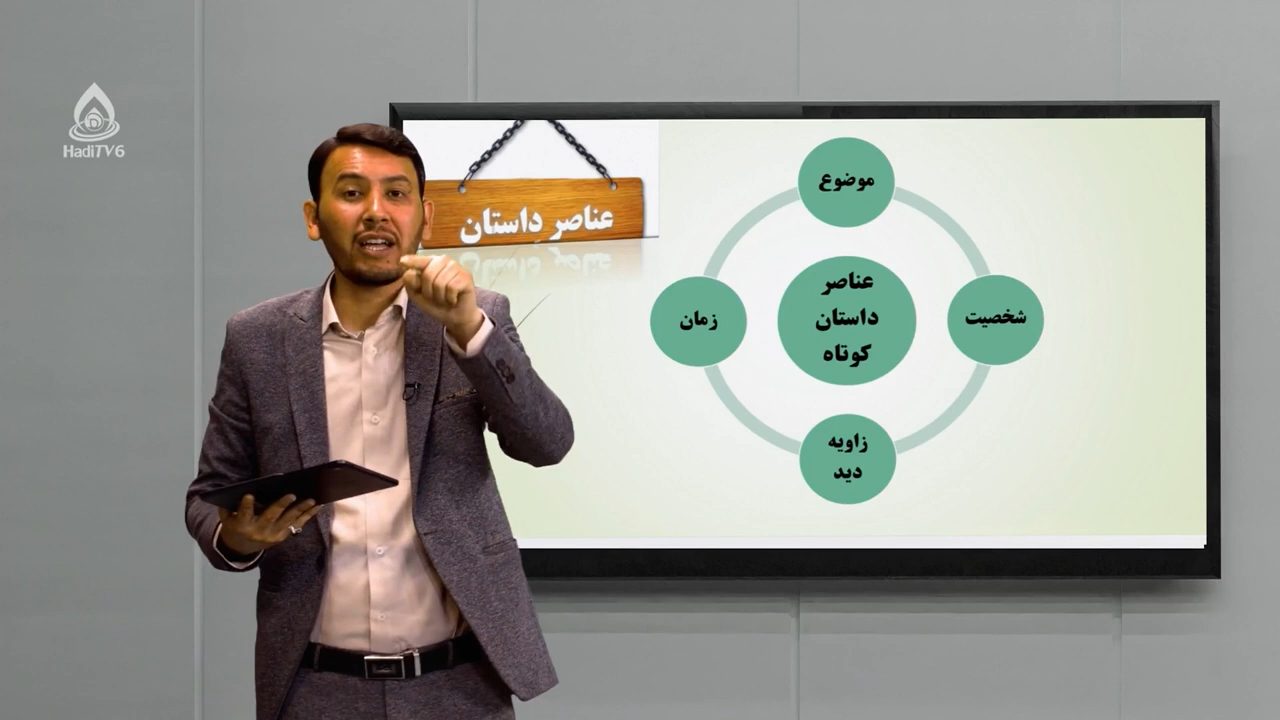 HadiTV6
عناصر داستان
موضوع
عناصر
داستان
کوتاه
شخصیت
زمان
زاویه
دید